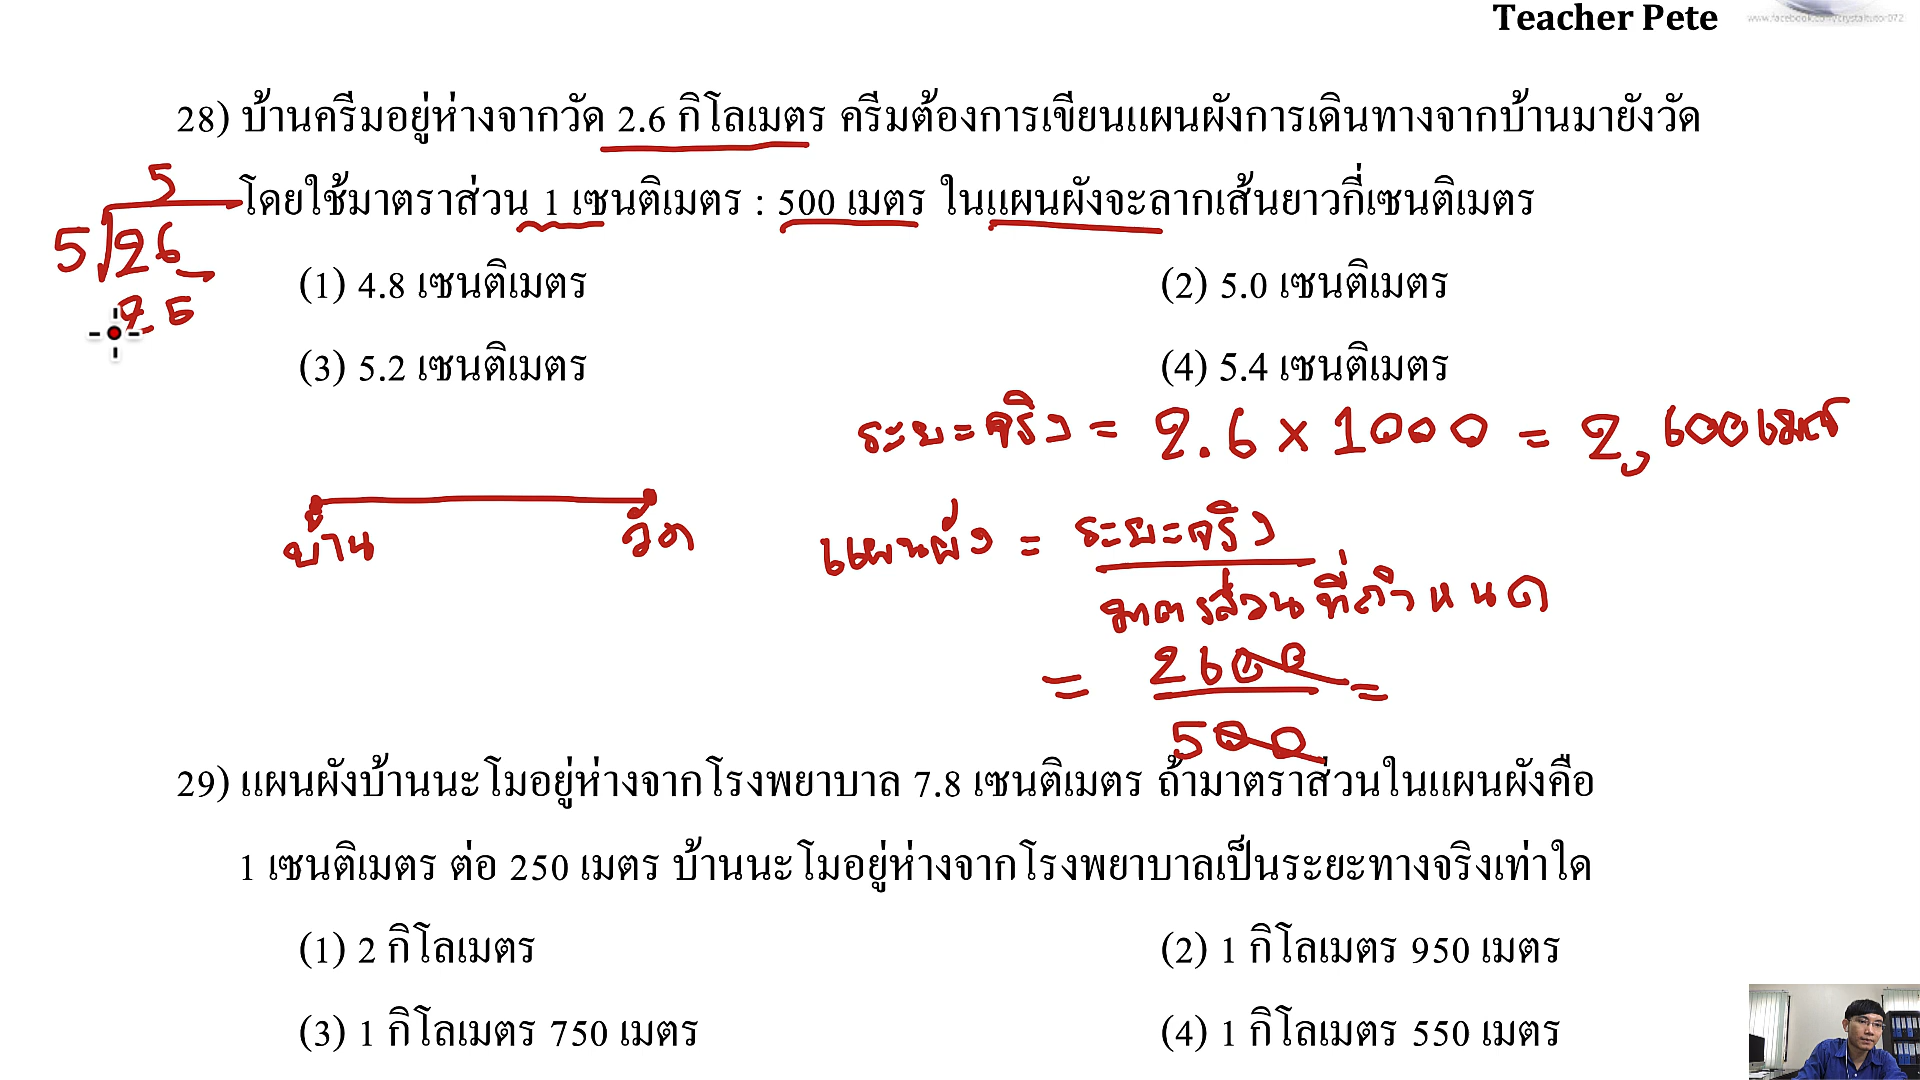 Teacher Pete
www.facebook.com/crystaltutor072
28) บ้านครีมอยู่ห่างจากวัด 2.6 กิโลเมตร ครีมต้องการเขียนแผนผังการเดินทางจากบ้านมายังวัด
โดยใช้มาตราส่วน 1 เซนติเมตร : 500 เมตร ในแผนผังจะลากเส้นยาวกี่เซนติเมตร
5
5 26
25
(1) 4.8 เซนติเมตร (2) 5.0 เซนติเมตร
(3) 5.2 เซนติเมตร (4) 5.4 เซนติเมตร
ระยะจริง = 2.6 × 1000 = 2,600 เมตร
บ้าน วัด
แผนผัง = ระยะจริง
มาตรส่วนที่กำหนด
= 2600 =
500
29) แผนผังบ้านนะโมอยู่ห่างจากโรงพยาบาล 7.8 เซนติเมตร ถ้ามาตราส่วนในแผนผังคือ
1 เซนติเมตร ต่อ 250 เมตร บ้านนะโมอยู่ห่างจากโรงพยาบาลเป็นระยะทางจริงเท่าใด
(1) 2 กิโลเมตร (2) 1 กิโลเมตร 950 เมตร
(3) 1 กิโลเมตร 750 เมตร (4) 1 กิโลเมตร 550 เมตร